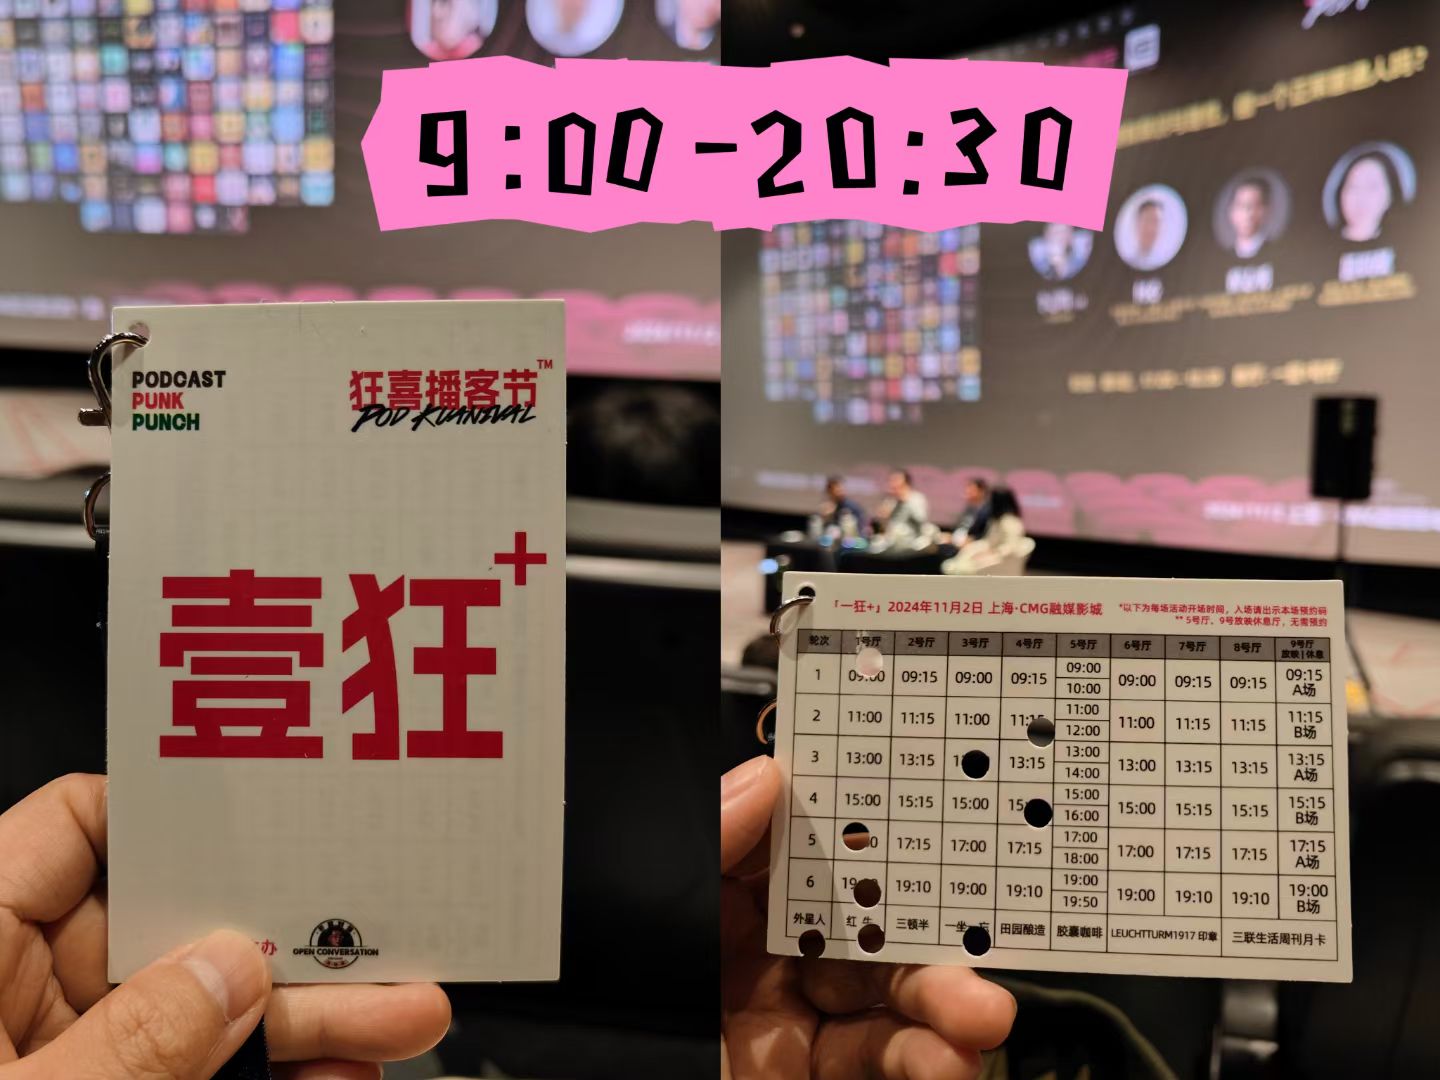 9:00-20:30
PODCAST
PUNK
PUNCH
狂喜播客节™
POD KUANIVAL
壹狂+
办
OPEN CONVERSATION
「一狂+」2024年11月2日 上海·CMG融媒影城
*以下为每场活动开场时间，入场请出示本场预约码
** 5号厅、9号放映休息厅，无需预约
轮次 1号厅 2号厅 3号厅 4号厅 5号厅 6号厅 7号厅 8号厅 9号厅 放映|休息
1 09:00 09:15 09:00 09:15 09:00 10:00 09:00 09:15 09:15 09:15 A场
2 11:00 11:15 11:00 11:15 11:00 12:00 11:00 11:15 11:15 11:15 B场
3 13:00 13:15 13:15 13:00 14:00 13:00 13:15 13:15 13:15 A场
4 15:00 15:15 15:00 15: 15:00 16:00 15:00 15:15 15:15 15:15 B场
5 17:15 17:00 17:15 17:00 18:00 17:00 17:15 17:15 17:15 A场
6 19: 19:10 19:00 19:10 19:00 19:50 19:00 19:10 19:10 19:00 B场
外星人 红牛 三顿半 一坐一忘 田园酿造 胶囊咖啡 LEUCHTTURM1917 印章 三联生活周刊月卡